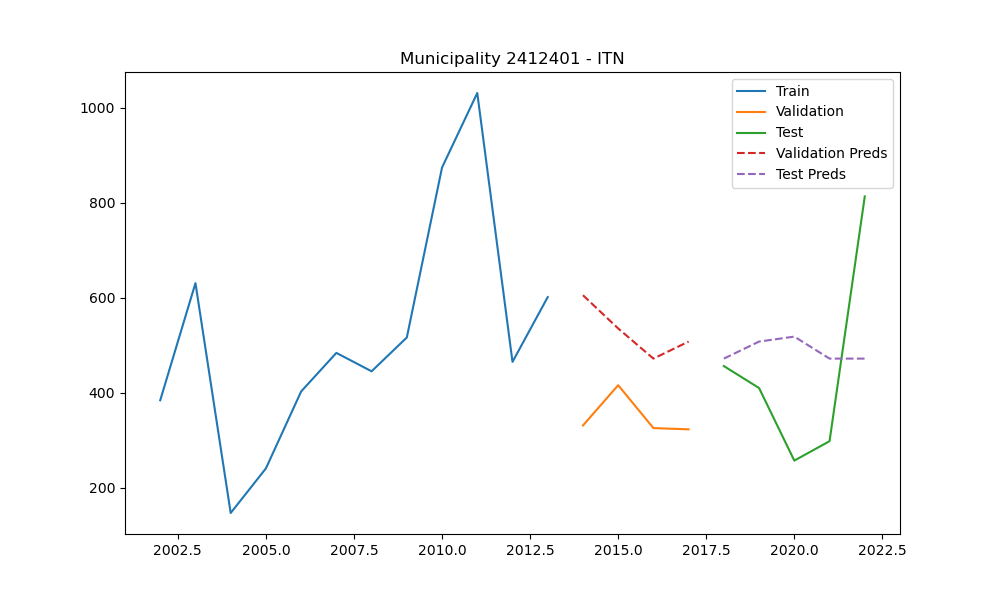 Municipality 2412401 - ITN
Train
Validation
Test
Validation Preds
Test Preds
1000
800
600
400
200
2002.5 2005.0 2007.5 2010.0 2012.5 2015.0 2017.5 2020.0 2022.5